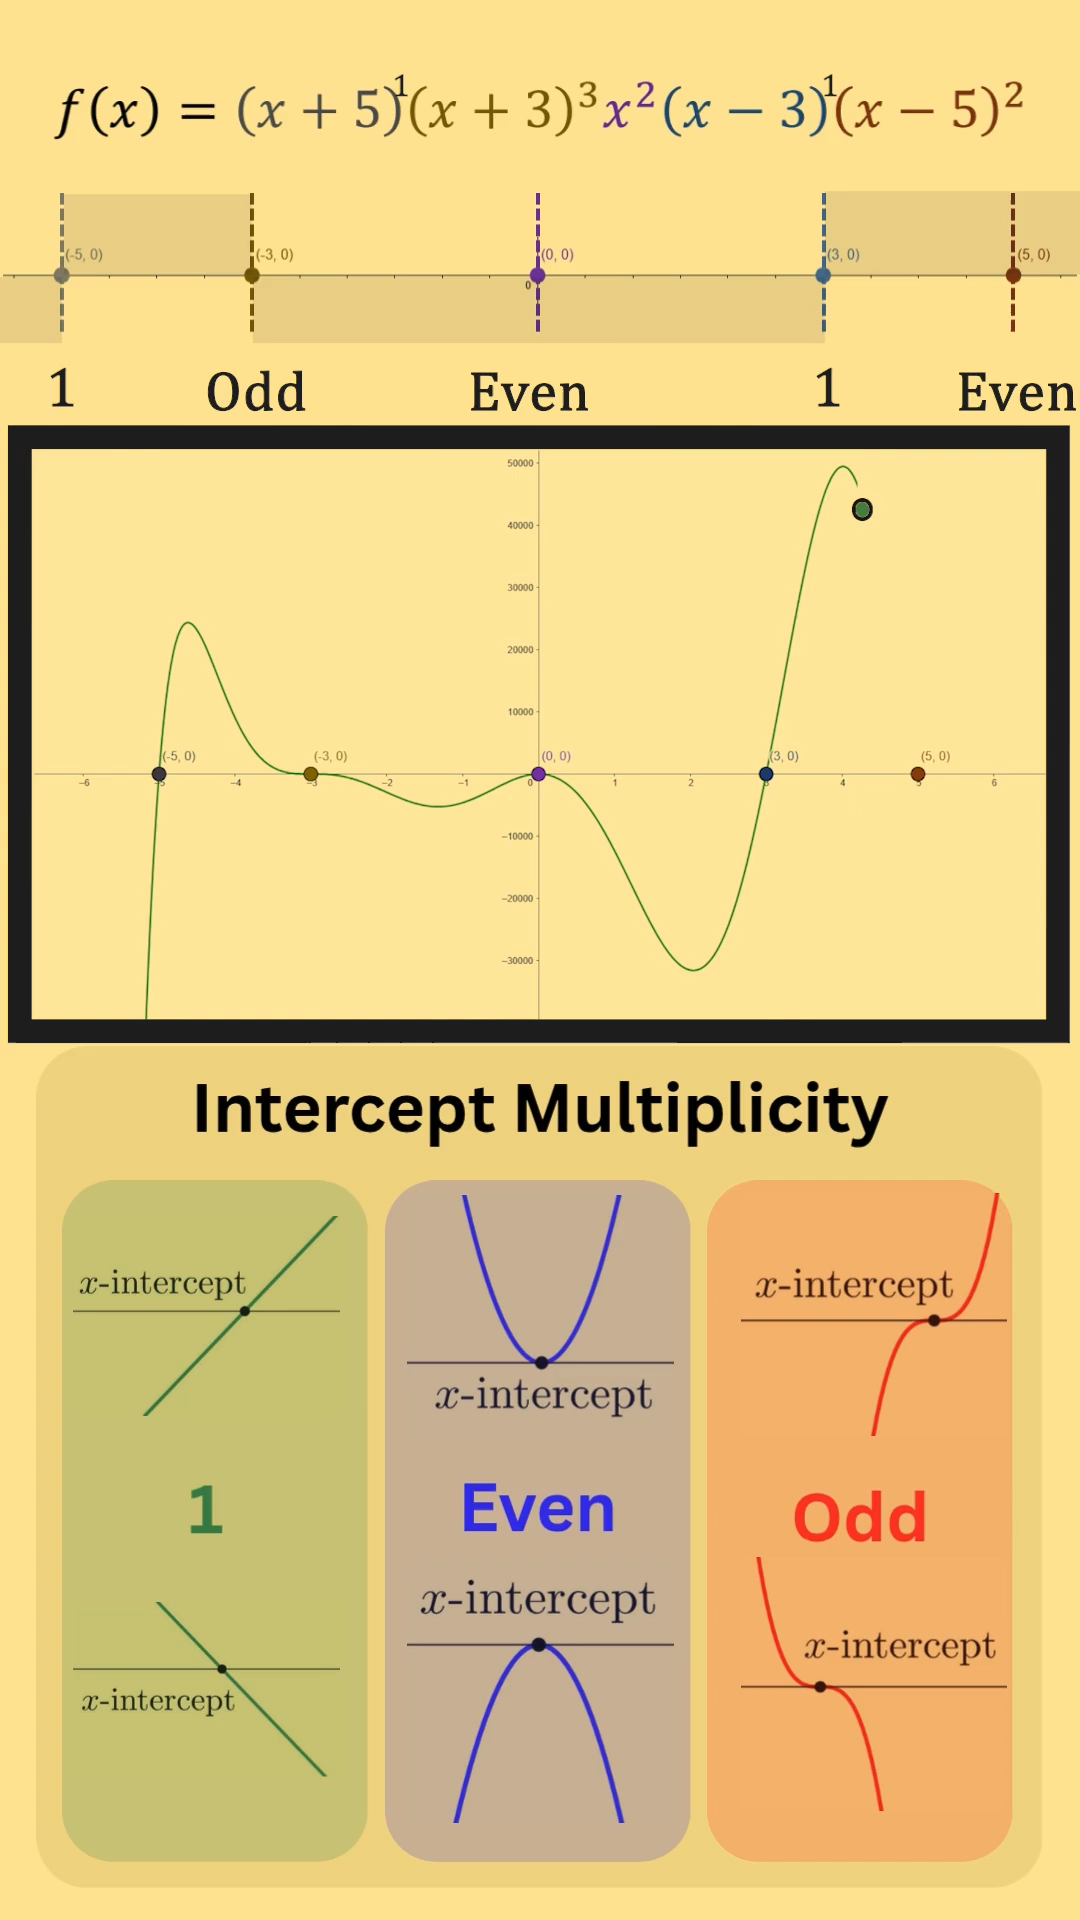 f(x) = (x + 5)¹(x + 3)³x²(x − 3)¹(x − 5)²
(-5, 0) (-3, 0) (0, 0) (3, 0) (5, 0)
0
1 Odd Even 1 Even
50000
40000
30000
20000
10000
(-5, 0) (-3, 0) (0, 0) (3, 0) (5, 0)
−6 −5 −4 −3 −2 −1 0 1 2 3 4 5 6
−10000
−20000
−30000
Intercept Multiplicity
x-intercept
x-intercept
x-intercept
1 Even Odd
x-intercept
x-intercept
x-intercept